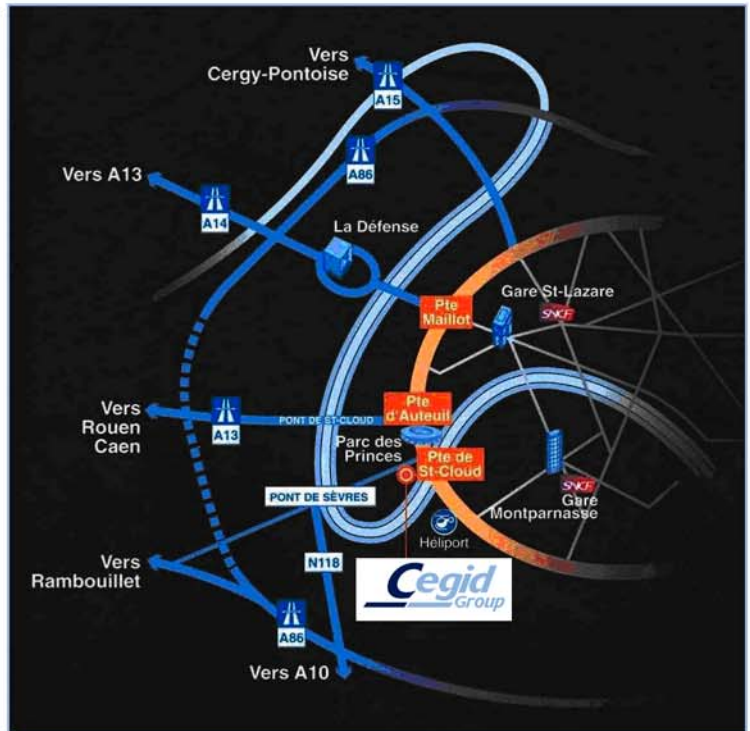 Vers
Cergy-Pontoise
A15
A86
Vers A13
A14
La Défense
Pte
Maillot
Gare St-Lazare
SNCF
Vers
Rouen
Caen
A13
PONT DE ST-CLOUD
Pte
d'Auteuil
Parc des
Princes
Pte de
St-Cloud
SNCF
Gare
Montparnasse
PONT DE SÈVRES
Héliport
N118
Vers
Rambouillet
Cegid
Group
A86
Vers A10